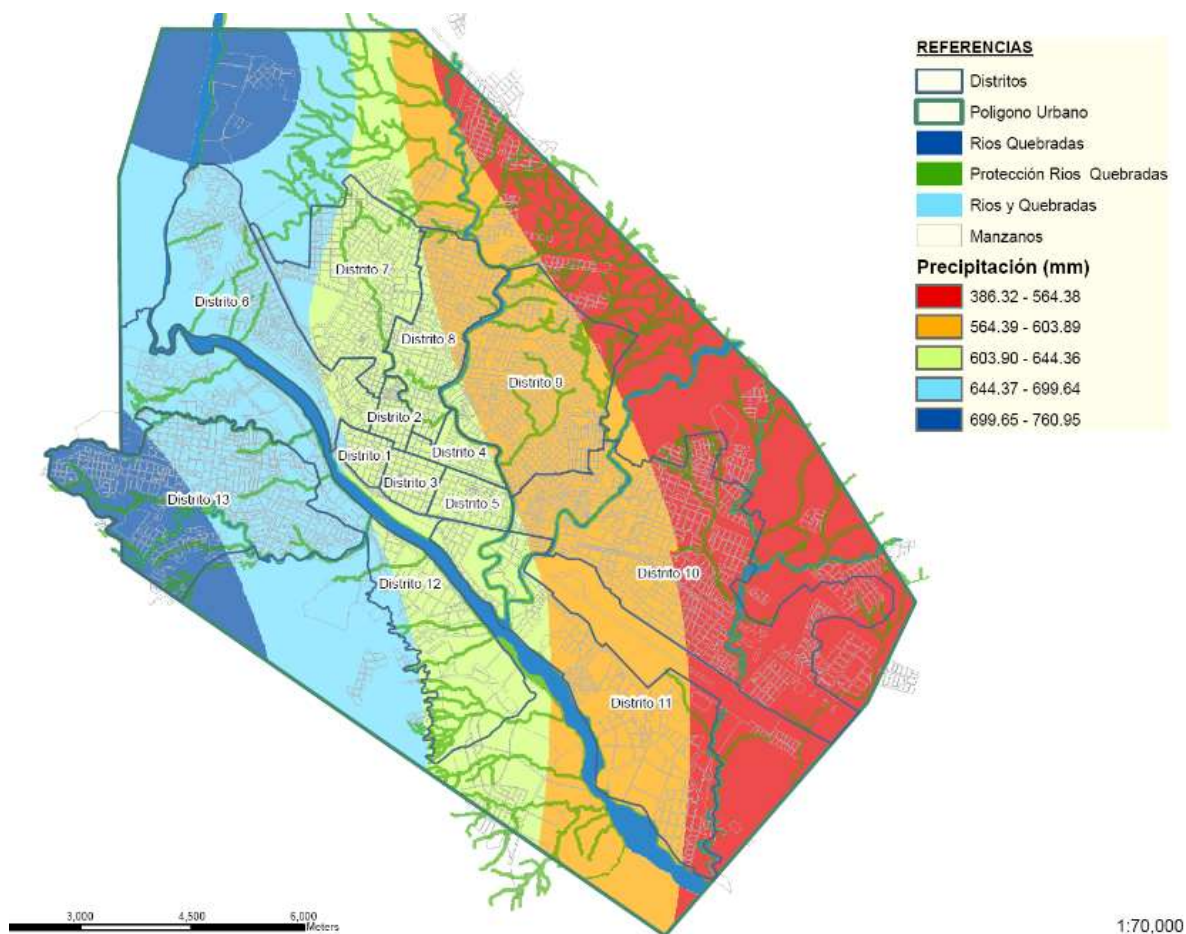 REFERENCIAS
Distritos
Poligono Urbano
Rios Quebradas
Protección Rios Quebradas
Rios y Quebradas
Manzanos
Precipitación (mm)
386.32 - 564.38
564.39 - 603.89
603.90 - 644.36
644.37 - 699.64
699.65 - 760.95
Distrito 7
Distrito 6
Distrito 8
Distrito 9
Distrito 2
Distrito 1
Distrito 4
Distrito 3
Distrito 13
Distrito 5
Distrito 10
Distrito 12
Distrito 11
3,000 4,500 6,000
Meters
1:70,000